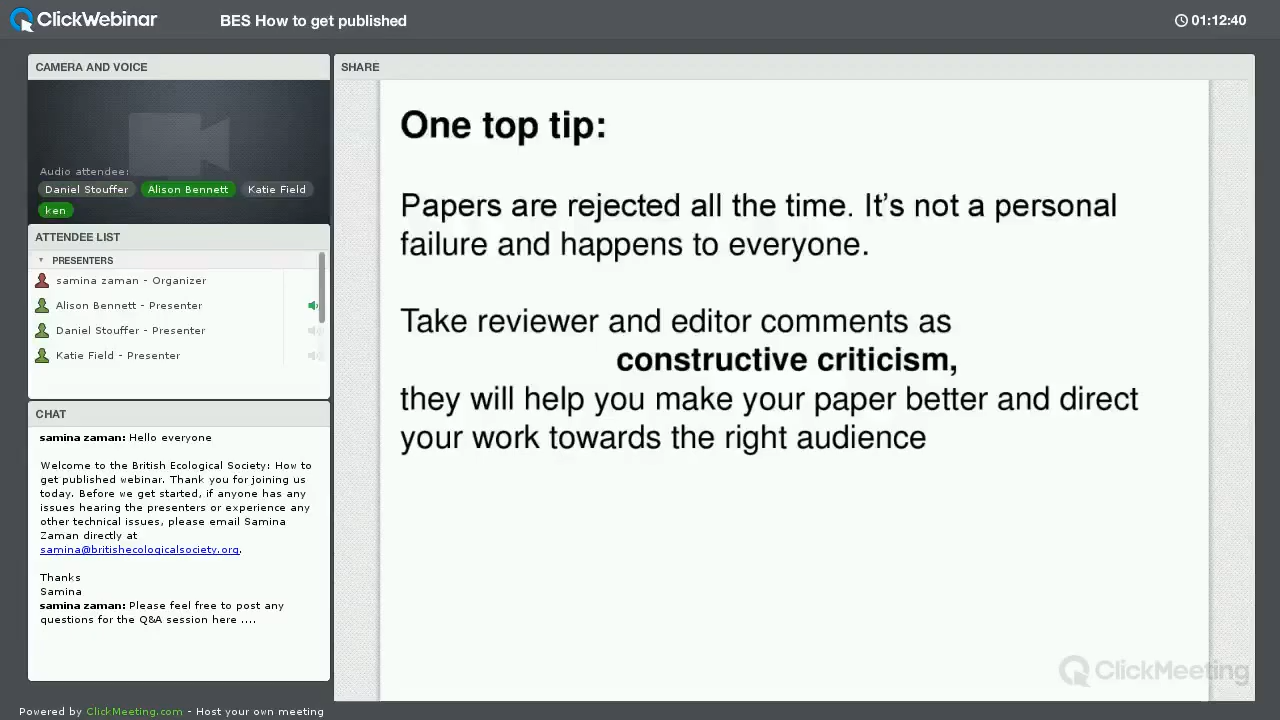 ClickWebinar
BES How to get published
01:12:40
CAMERA AND VOICE
Audio attendee:
Daniel Stouffer
Alison Bennett
Katie Field
ken
ATTENDEE LIST
PRESENTERS
samina zaman - Organizer
Alison Bennett - Presenter
Daniel Stouffer - Presenter
Katie Field - Presenter
CHAT
samina zaman: Hello everyone
Welcome to the British Ecological Society: How to
get published webinar. Thank you for joining us
today. Before we get started, if anyone has any
issues hearing the presenters or experience any
other technical issues, please email Samina
Zaman directly at
samina@britishecologicalsociety.org.
Thanks
Samina
samina zaman: Please feel free to post any
questions for the Q&A session here ....
SHARE
One top tip:
Papers are rejected all the time. It’s not a personal
failure and happens to everyone.
Take reviewer and editor comments as
constructive criticism,
they will help you make your paper better and direct
your work towards the right audience
ClickMeeting
Powered by ClickMeeting.com - Host your own meeting